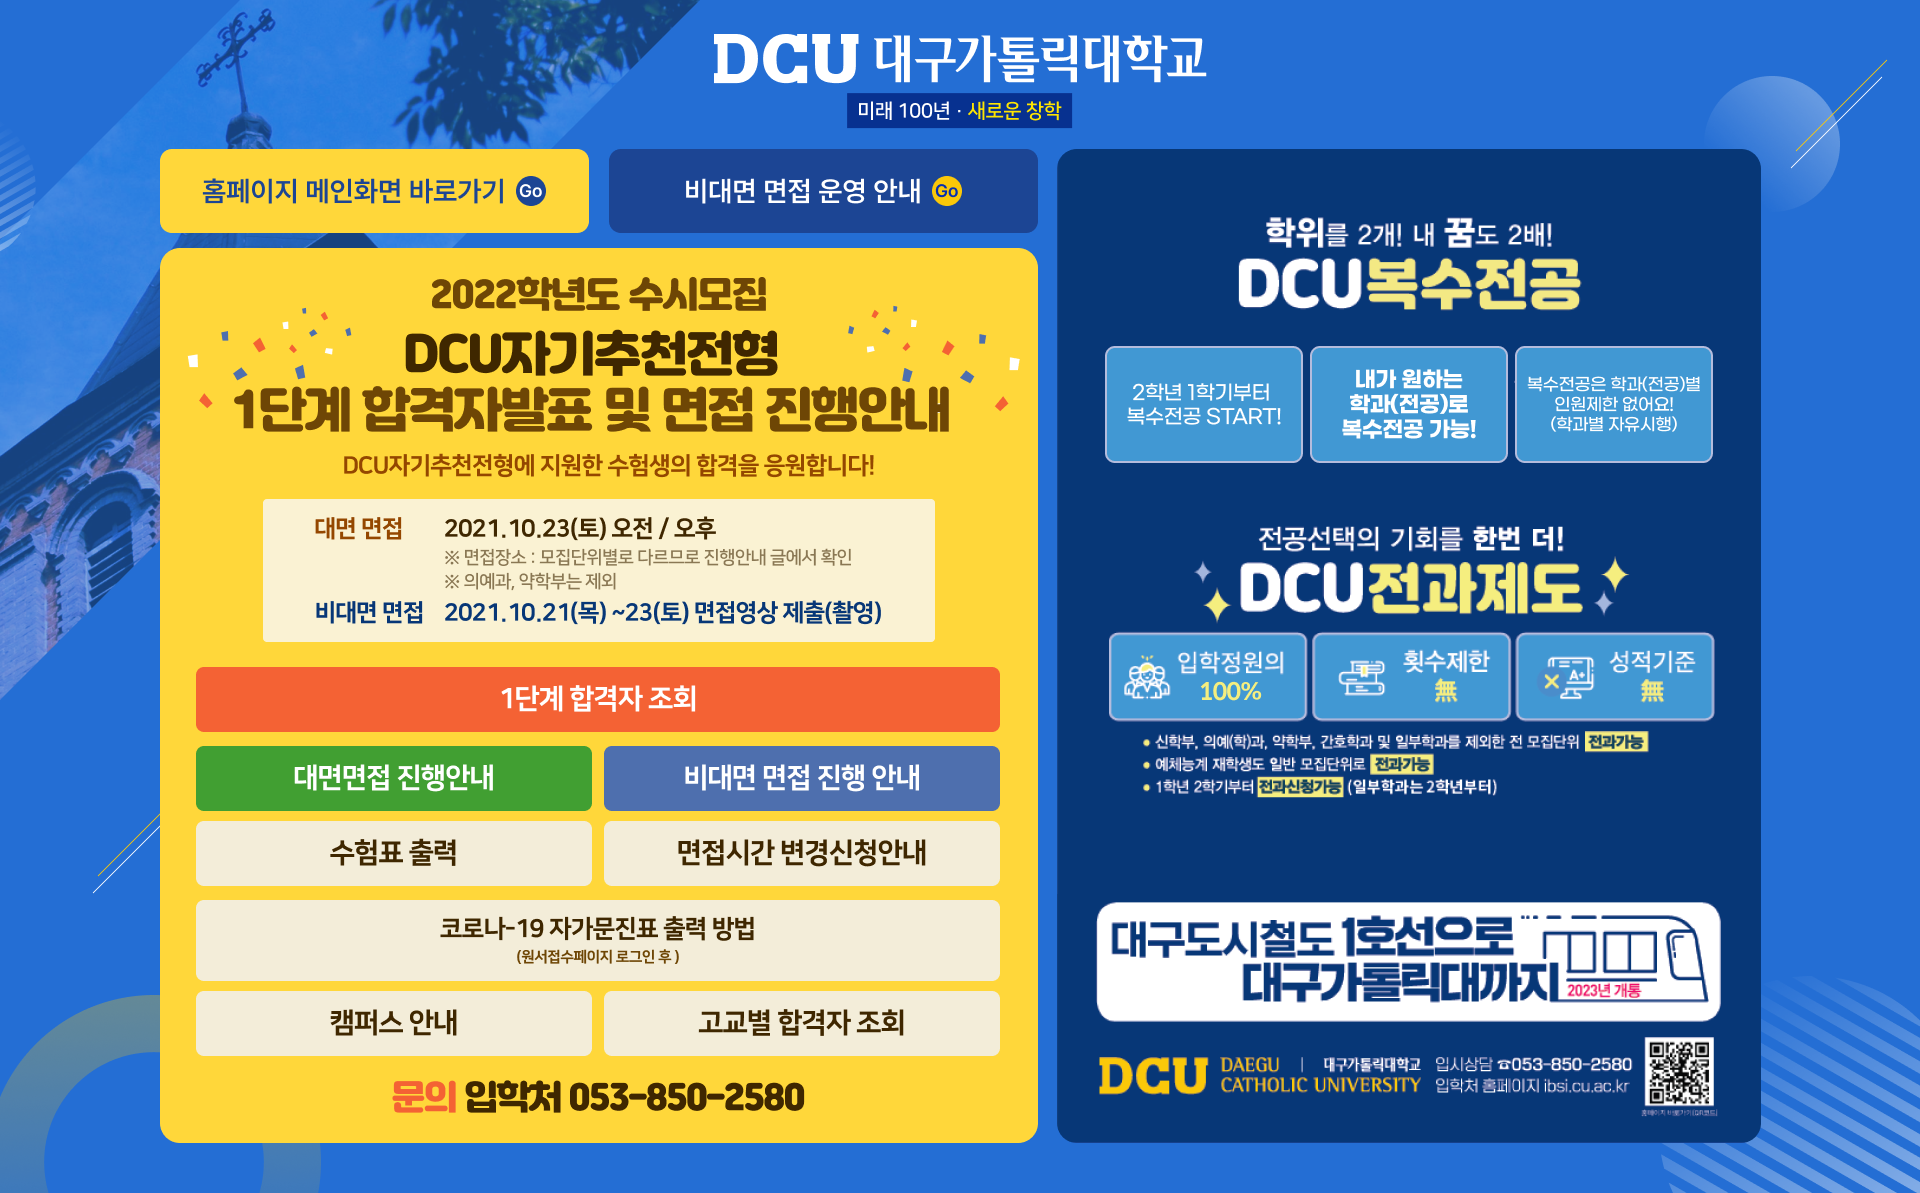 DCU 대구가톨릭대학교
미래 100년 · 새로운 창학
홈페이지 메인화면 바로가기 Go
비대면 면접 운영 안내 Go
2022학년도 수시모집
DCU자기추천전형
1단계 합격자발표 및 면접 진행안내
DCU자기추천전형에 지원한 수험생의 합격을 응원합니다!
대면 면접 2021.10.23(토) 오전 / 오후
※ 면접장소 : 모집단위별로 다르므로 진행안내 글에서 확인
※ 의예과, 약학부는 제외
비대면 면접 2021.10.21(목) ~23(토) 면접영상 제출(촬영)
1단계 합격자 조회
대면면접 진행안내
비대면 면접 진행 안내
수험표 출력
면접시간 변경신청안내
코로나-19 자가문진표 출력 방법
(원서접수페이지 로그인 후 )
캠퍼스 안내
고교별 합격자 조회
문의 입학처 053-850-2580
학위를 2개! 내 꿈도 2배!
DCU복수전공
2학년 1학기부터
복수전공 START!
내가 원하는
학과(전공)로
복수전공 가능!
복수전공은 학과(전공)별
인원제한 없어요!
(학과별 자유시행)
전공선택의 기회를 한번 더!
DCU전과제도
입학정원의
100%
횟수제한
無
A+
성적기준
無
• 신학부, 의예(학)과, 약학부, 간호학과 및 일부학과를 제외한 전 모집단위 전과가능
• 예체능계 재학생도 일반 모집단위로 전과가능
• 1학년 2학기부터 전과신청가능 (일부학과는 2학년부터)
대구도시철도 1호선으로
대구가톨릭대까지
2023년 개통
DCU DAEGU | 대구가톨릭대학교
CATHOLIC UNIVERSITY
입시상담 ☎053-850-2580
입학처 홈페이지 ibsi.cu.ac.kr
홈페이지 바로가기(QR코드)